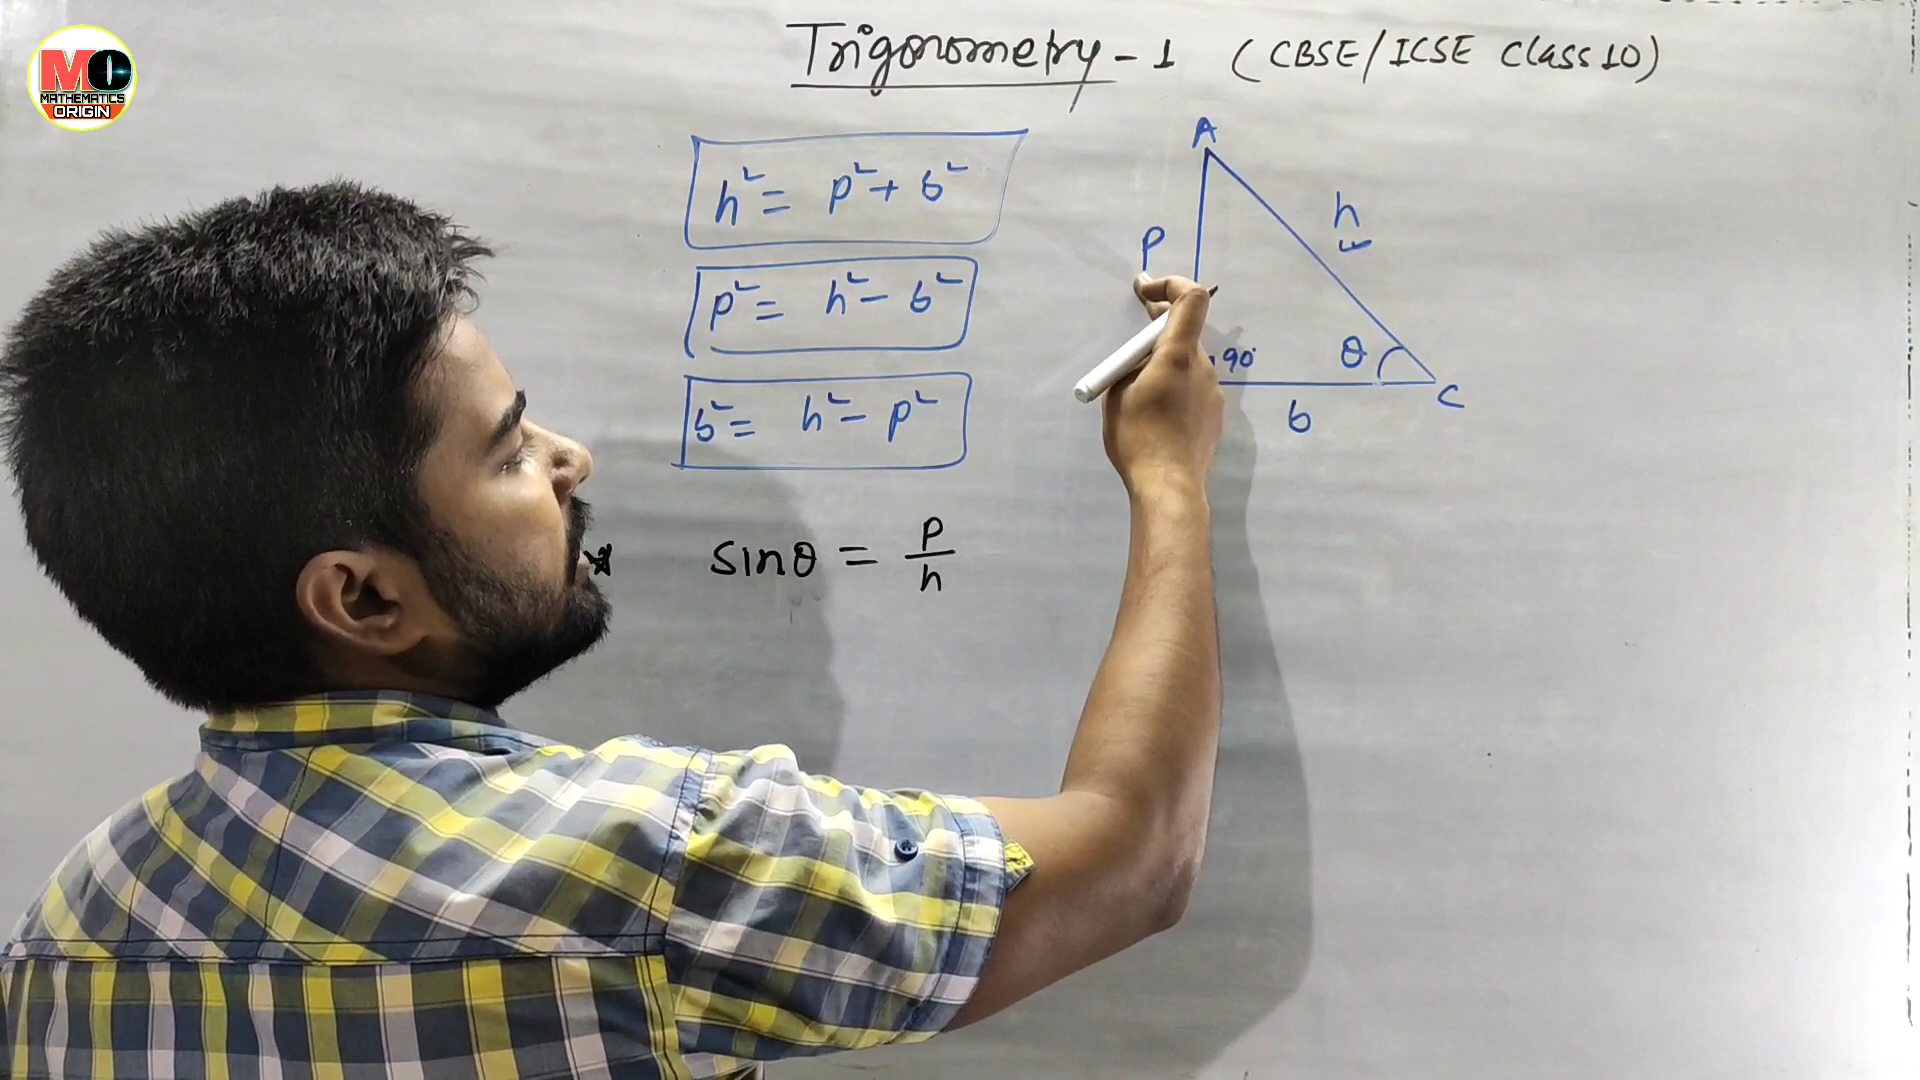 MO
MATHEMATICS
ORIGIN
Trigonometry - 1 (CBSE/ICSE Class 10)
h² = p² + b²
p² = h² - b²
b² = h² - p²
sinθ = p/h
A
h
P
90°
θ
C
b